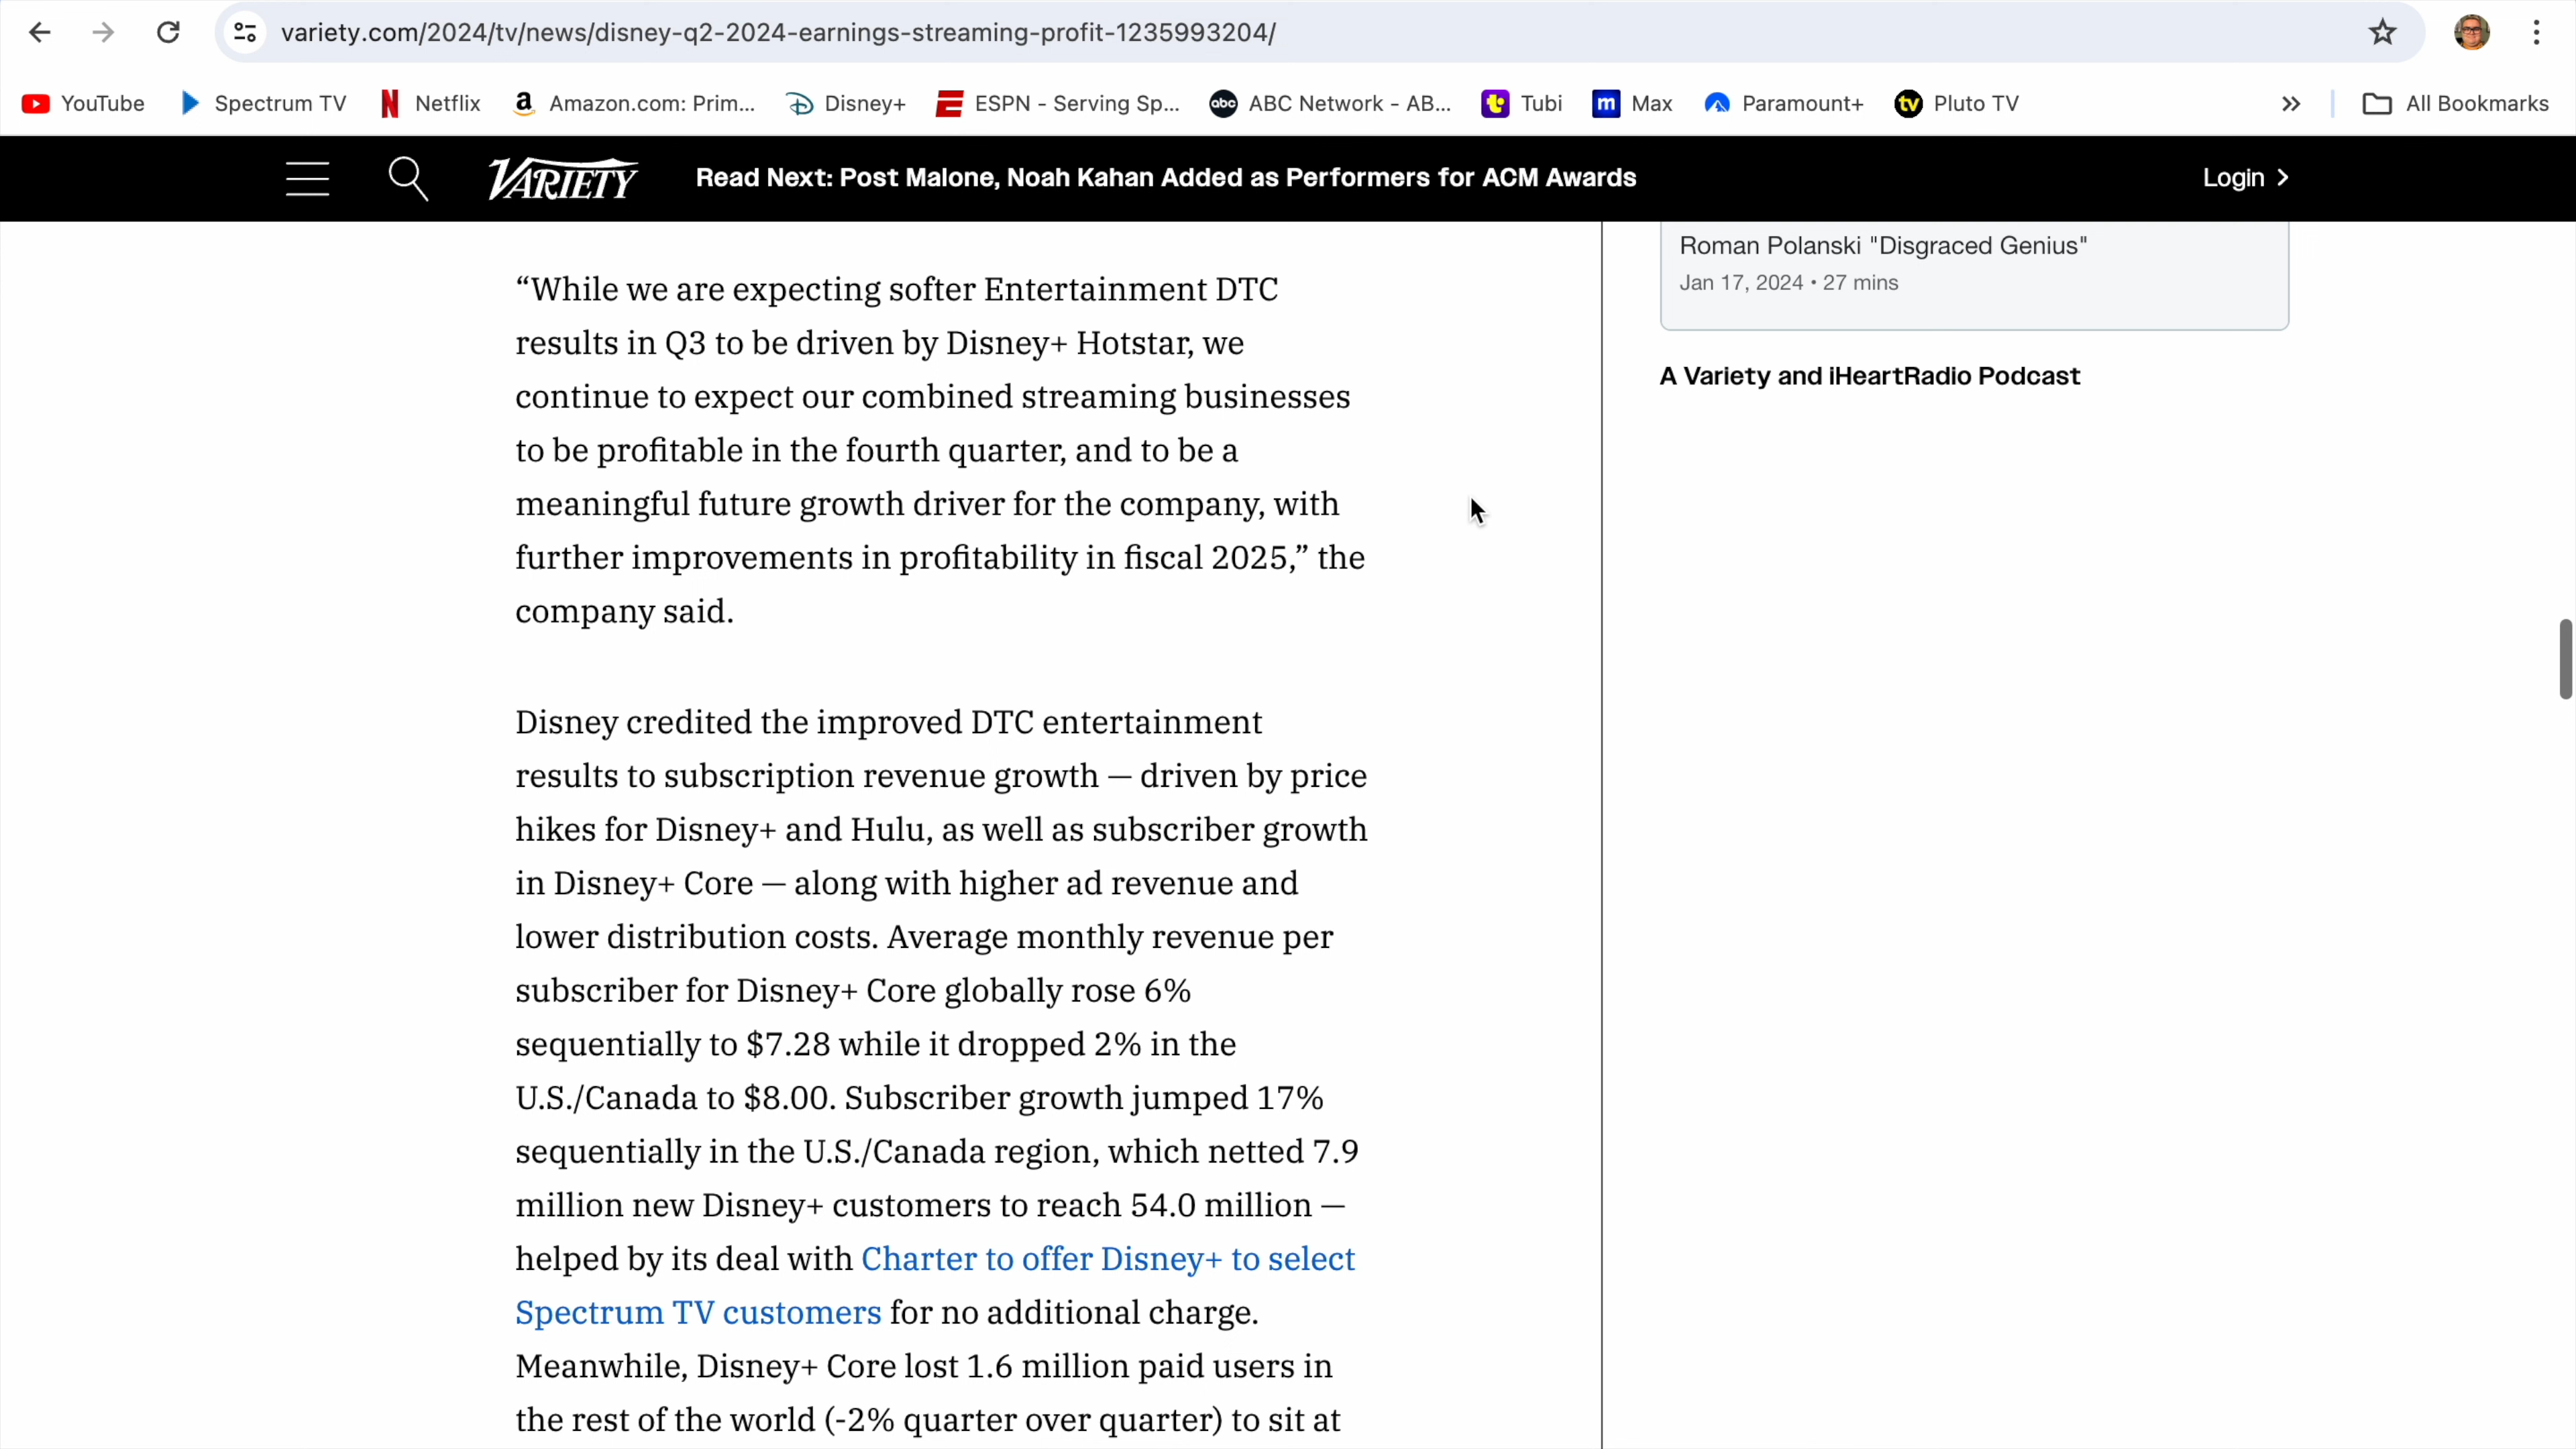 variety.com/2024/tv/news/disney-q2-2024-earnings-streaming-profit-1235993204/
YouTube Spectrum TV N Netflix a Amazon.com: Prim... Disney+ E ESPN - Serving Sp... abc ABC Network - AB... t Tubi m Max Paramount+ tv Pluto TV » All Bookmarks
VARIETY Read Next: Post Malone, Noah Kahan Added as Performers for ACM Awards Login
“While we are expecting softer Entertainment DTC
results in Q3 to be driven by Disney+ Hotstar, we
continue to expect our combined streaming businesses
to be profitable in the fourth quarter, and to be a
meaningful future growth driver for the company, with
further improvements in profitability in fiscal 2025,” the
company said.
Disney credited the improved DTC entertainment
results to subscription revenue growth — driven by price
hikes for Disney+ and Hulu, as well as subscriber growth
in Disney+ Core — along with higher ad revenue and
lower distribution costs. Average monthly revenue per
subscriber for Disney+ Core globally rose 6%
sequentially to $7.28 while it dropped 2% in the
U.S./Canada to $8.00. Subscriber growth jumped 17%
sequentially in the U.S./Canada region, which netted 7.9
million new Disney+ customers to reach 54.0 million —
helped by its deal with Charter to offer Disney+ to select
Spectrum TV customers for no additional charge.
Meanwhile, Disney+ Core lost 1.6 million paid users in
the rest of the world (-2% quarter over quarter) to sit at
Roman Polanski "Disgraced Genius"
Jan 17, 2024 • 27 mins
A Variety and iHeartRadio Podcast